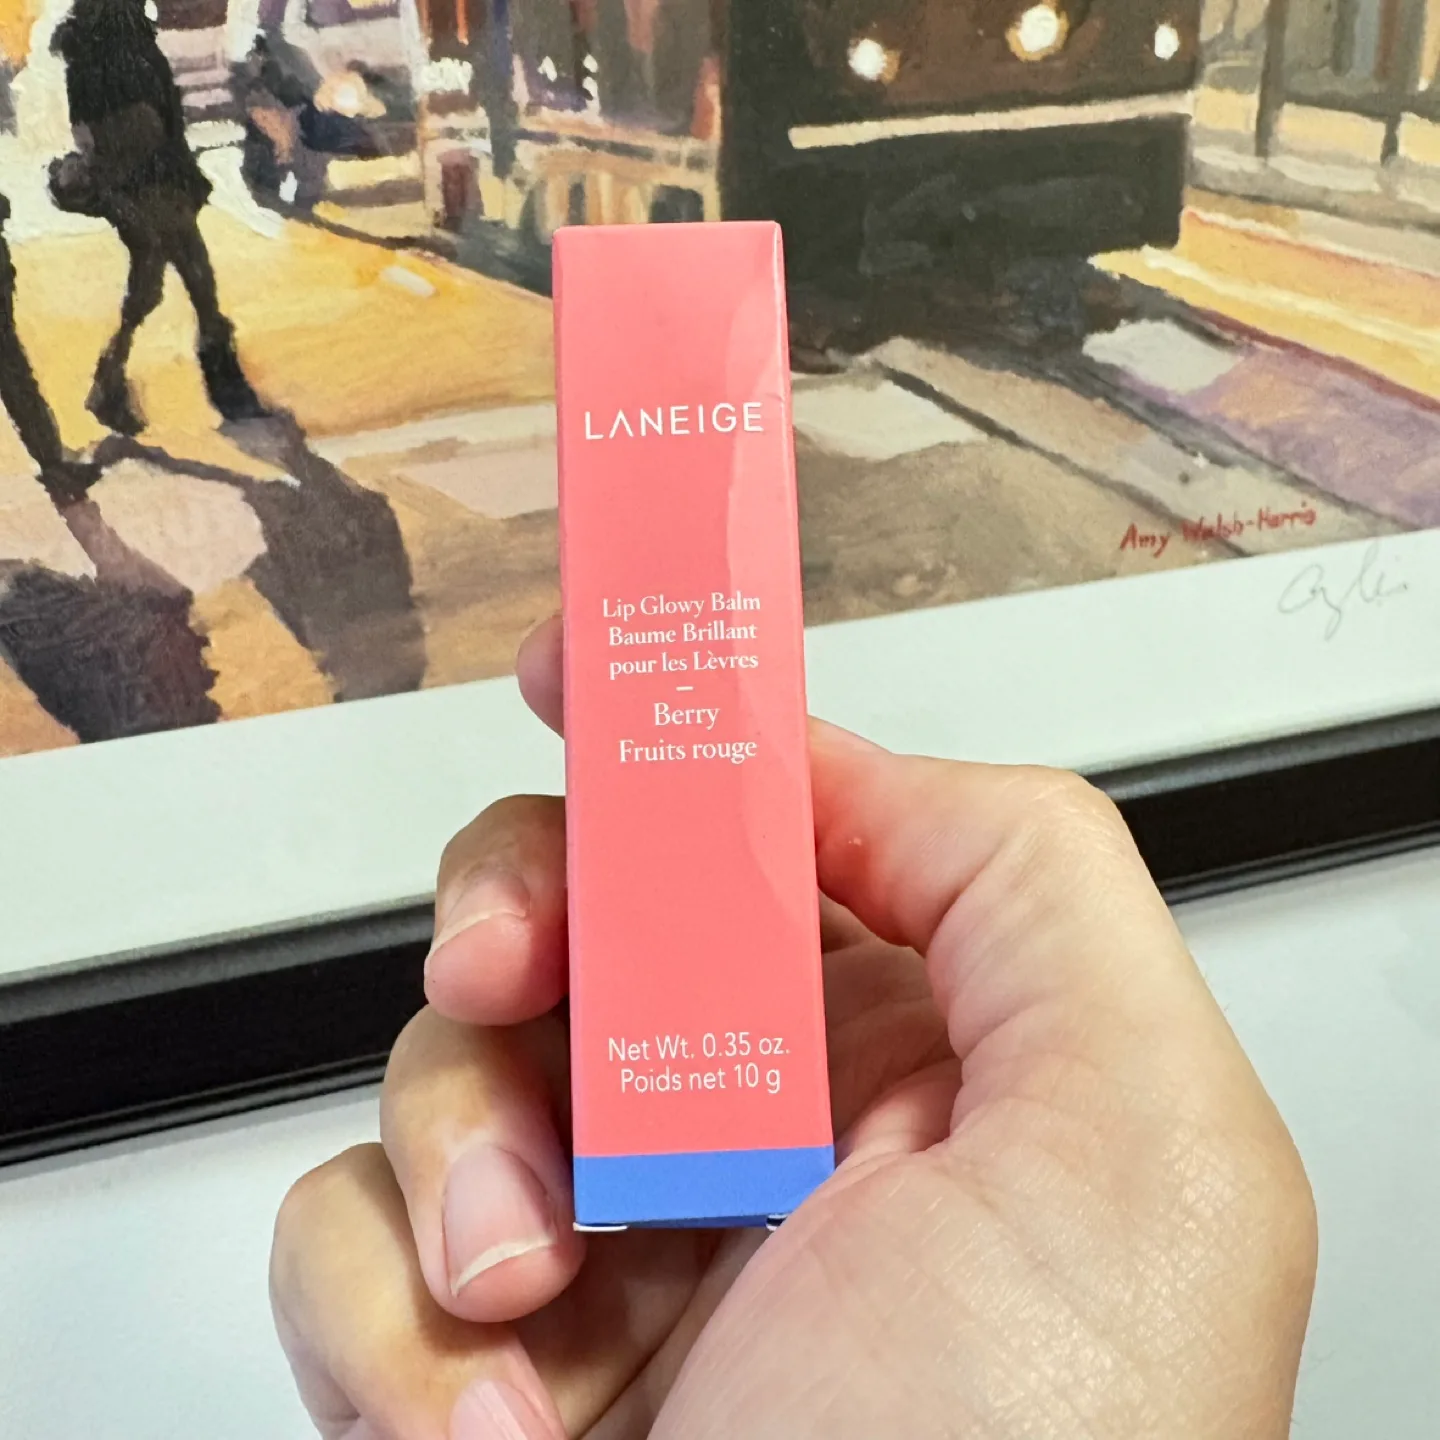 LANEIGE
Lip Glowy Balm
Baume Brillant
pour les Lèvres
Berry
Fruits rouge
Net Wt. 0.35 oz.
Poids net 10 g
Amy Walsh-Harris